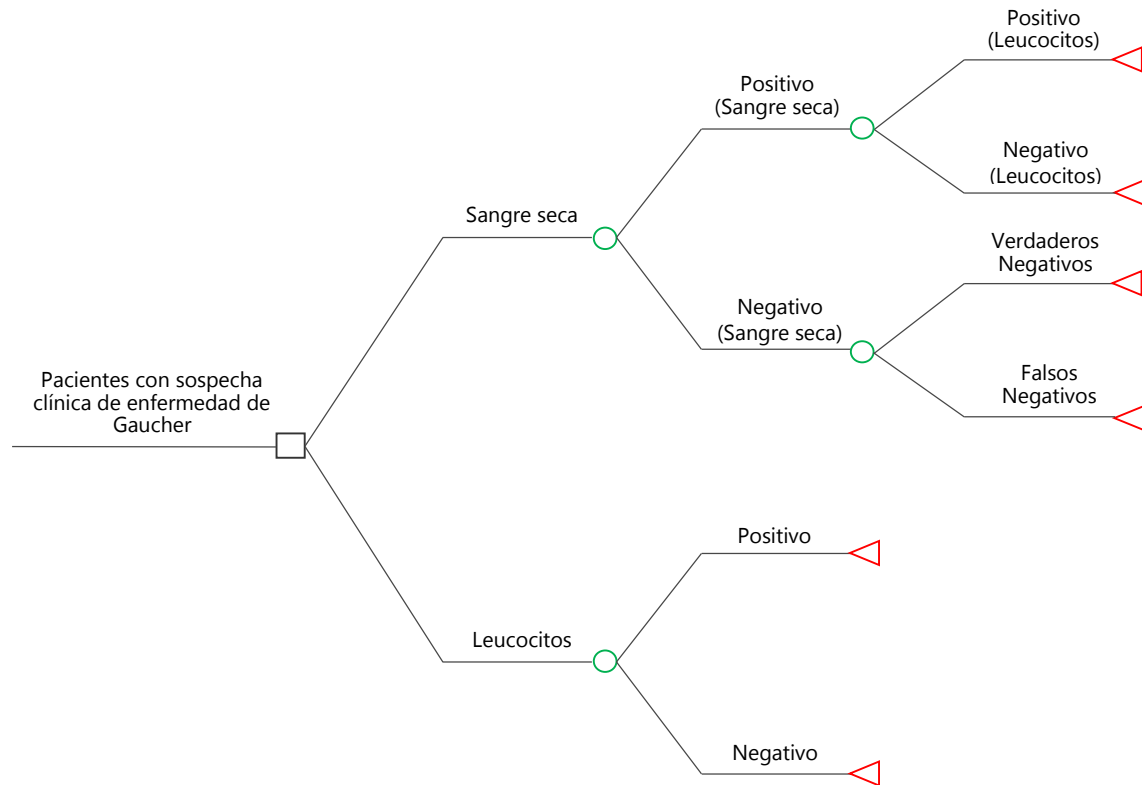 Positivo
(Leucocitos)
Positivo
(Sangre seca)
Negativo
(Leucocitos)
Sangre seca
Verdaderos
Negativos
Negativo
(Sangre seca)
Pacientes con sospecha
clínica de enfermedad de
Gaucher
Falsos
Negativos
Positivo
Leucocitos
Negativo